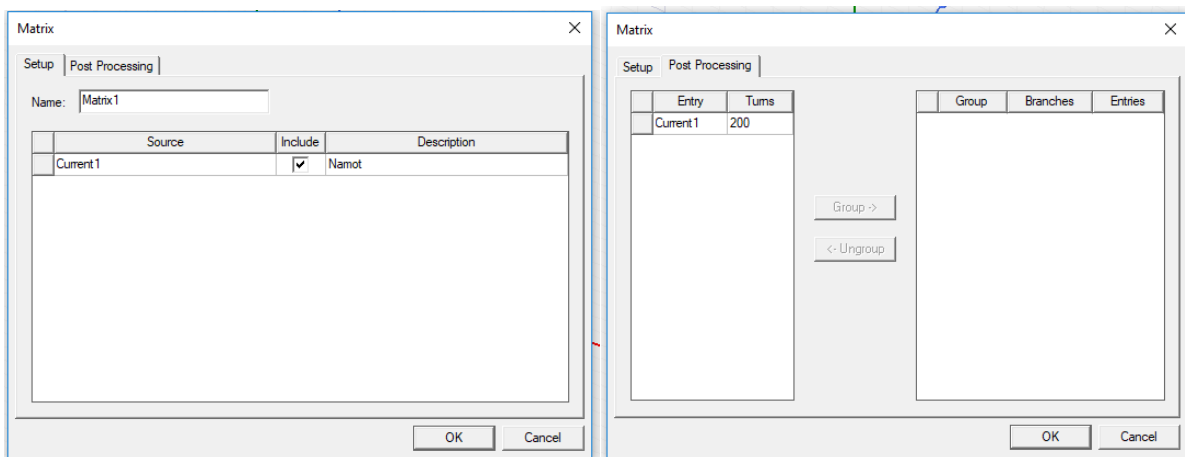 Matrix
Setup Post Processing
Name: Matrix1
Source Include Description
Current1 Namot
OK Cancel
Matrix
Setup Post Processing
Entry Turns
Current1 200
Group Branches Entries
Group ->
<- Ungroup
OK Cancel